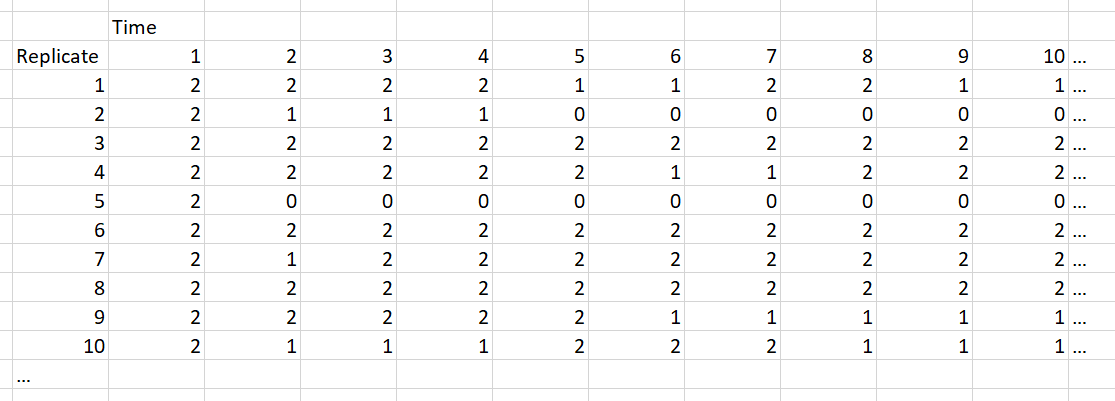 Time
Replicate 1 2 3 4 5 6 7 8 9 10 ...
1 2 2 2 2 1 1 2 2 1 1 ...
2 2 1 1 1 0 0 0 0 0 0 ...
3 2 2 2 2 2 2 2 2 2 2 ...
4 2 2 2 2 2 1 1 2 2 2 ...
5 2 0 0 0 0 0 0 0 0 0 ...
6 2 2 2 2 2 2 2 2 2 2 ...
7 2 1 2 2 2 2 2 2 2 2 ...
8 2 2 2 2 2 2 2 2 2 2 ...
9 2 2 2 2 2 1 1 1 1 1 ...
10 2 1 1 1 2 2 2 1 1 1 ...
...